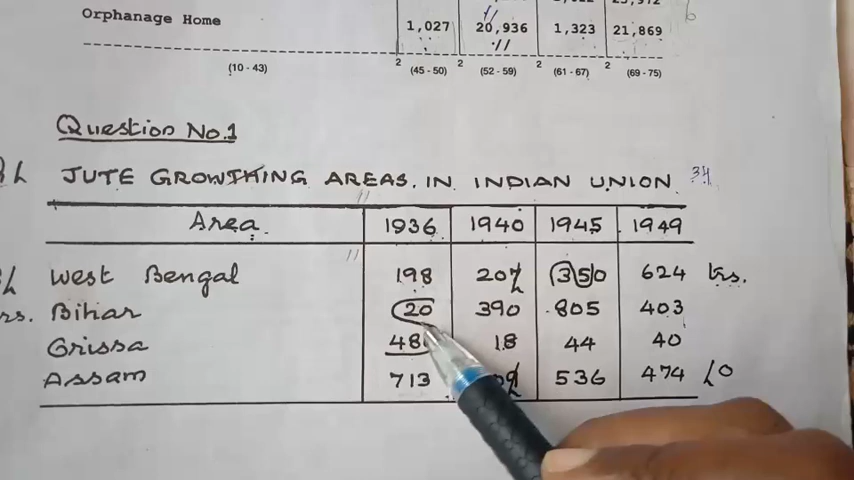 Orphanage Home 1,027 20,936 1,323 21,869
(10 - 43) 2 (45 - 50) 2 (52 - 59) 2 (61 - 67) 2 (69 - 75)
Question No.1
JUTE GROWTHING AREAS. IN INDIAN UNION
Area 1936 1940 1945 1949
West Bengal 198 207 350 624 trs.
rs. Bihar 20 390 805 403
Orissa 48 18 44 40
Assam 713 536 474